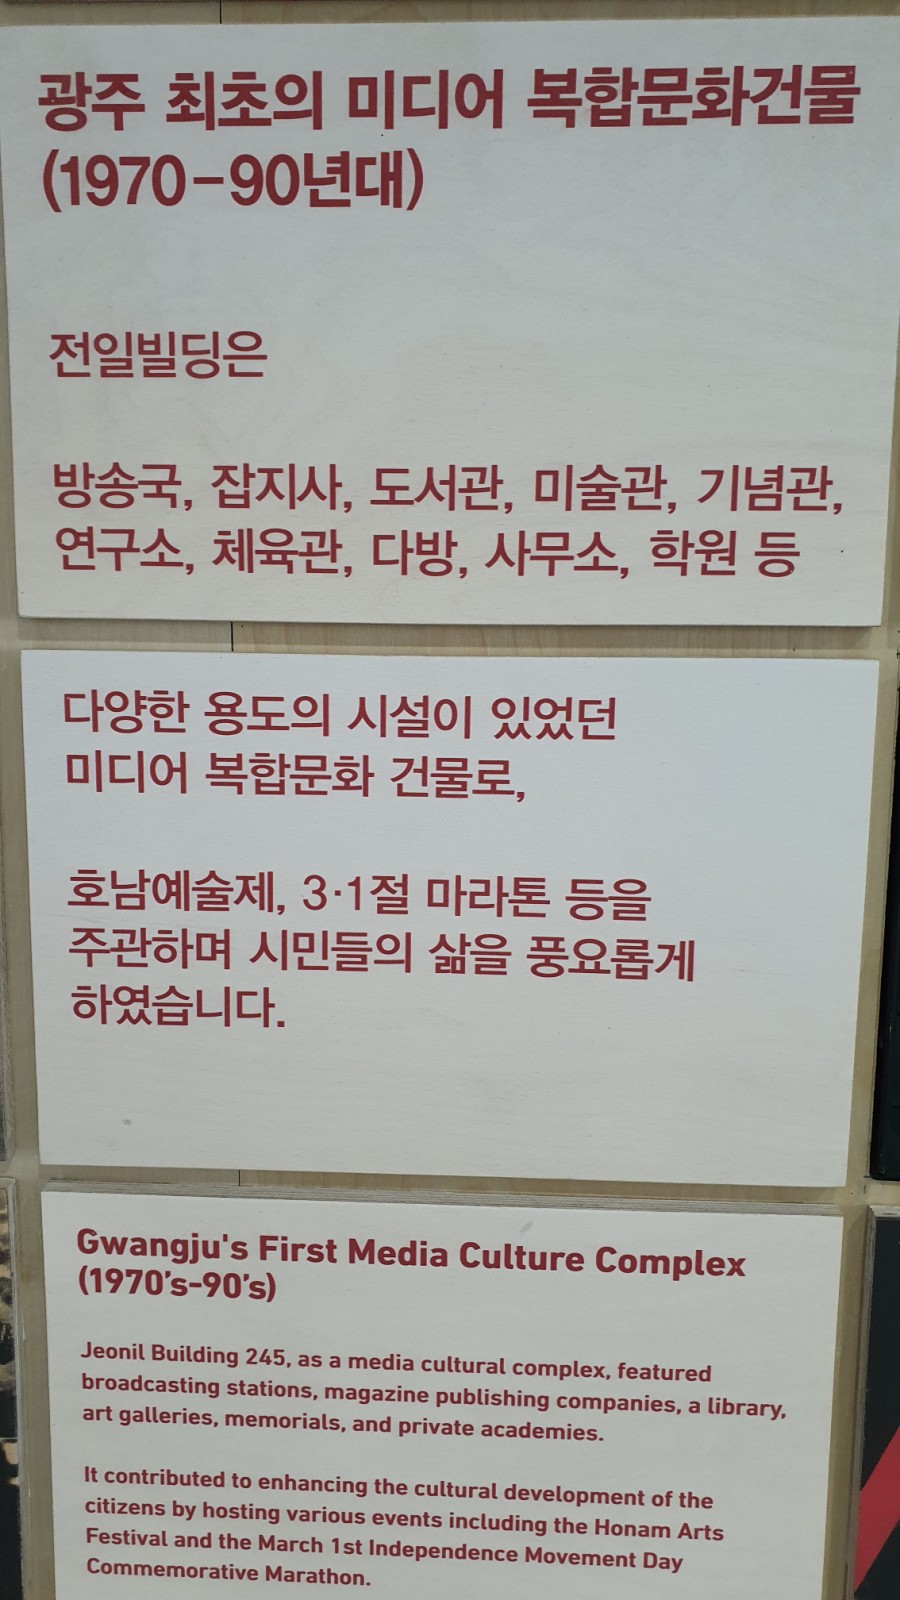 광주 최초의 미디어 복합문화건물
(1970-90년대)
전일빌딩은
방송국, 잡지사, 도서관, 미술관, 기념관,
연구소, 체육관, 다방, 사무소, 학원 등
다양한 용도의 시설이 있었던
미디어 복합문화 건물로,
호남예술제, 3·1절 마라톤 등을
주관하며 시민들의 삶을 풍요롭게
하였습니다.
Gwangju's First Media Culture Complex
(1970's-90's)
Jeonil Building 245, as a media cultural complex, featured
broadcasting stations, magazine publishing companies, a library,
art galleries, memorials, and private academies.
It contributed to enhancing the cultural development of the
citizens by hosting various events including the Honam Arts
Festival and the March 1st Independence Movement Day
Commemorative Marathon.